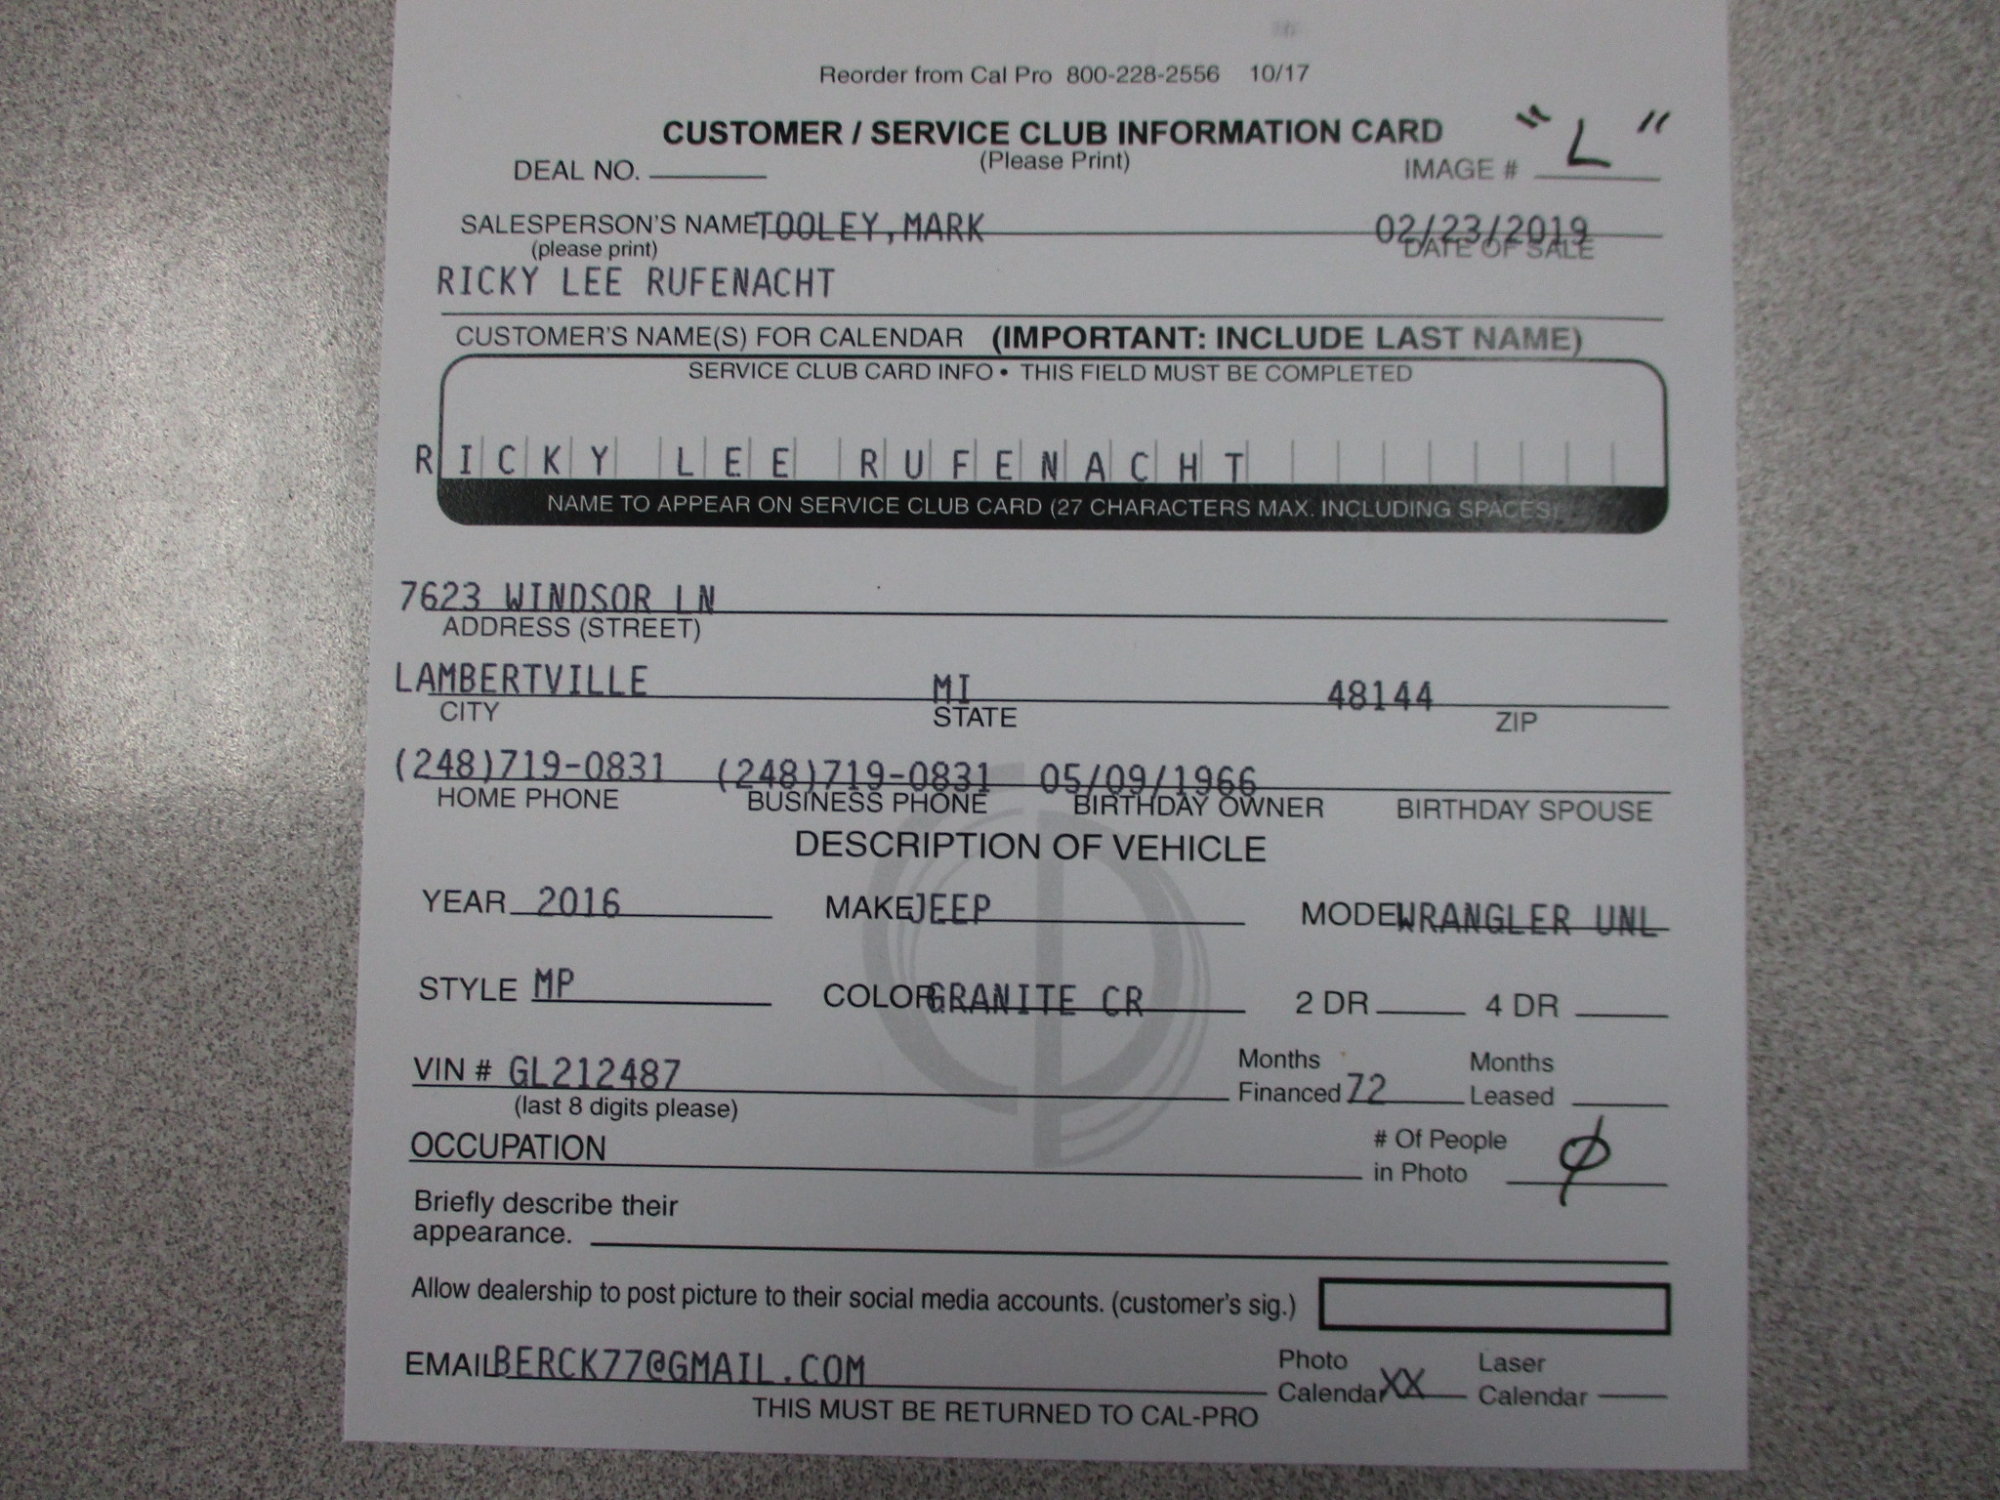 Reorder from Cal Pro 800-228-2556 10/17
CUSTOMER / SERVICE CLUB INFORMATION CARD "L"
DEAL NO. (Please Print) IMAGE #
SALESPERSON'S NAME TOOLEY,MARK 02/23/2019
(please print) DATE OF SALE
RICKY LEE RUFENACHT
CUSTOMER'S NAME(S) FOR CALENDAR (IMPORTANT: INCLUDE LAST NAME)
SERVICE CLUB CARD INFO • THIS FIELD MUST BE COMPLETED
RICKY LEE RUFENACHT
NAME TO APPEAR ON SERVICE CLUB CARD (27 CHARACTERS MAX. INCLUDING SPACES)
7623 WINDSOR LN
ADDRESS (STREET)
LAMBERTVILLE MI 48144
CITY STATE ZIP
(248)719-0831 (248)719-0831 05/09/1966
HOME PHONE BUSINESS PHONE BIRTHDAY OWNER BIRTHDAY SPOUSE
DESCRIPTION OF VEHICLE
YEAR 2016 MAKE JEEP MODEL WRANGLER UNL
STYLE MP COLOR GRANITE CR 2 DR 4 DR
VIN # GL212487 Months Financed 72 Months Leased
(last 8 digits please)
OCCUPATION # Of People in Photo ϕ
Briefly describe their
appearance.
Allow dealership to post picture to their social media accounts. (customer's sig.)
EMAIL BERCK77@GMAIL.COM Photo Calendar XX Laser Calendar
THIS MUST BE RETURNED TO CAL-PRO